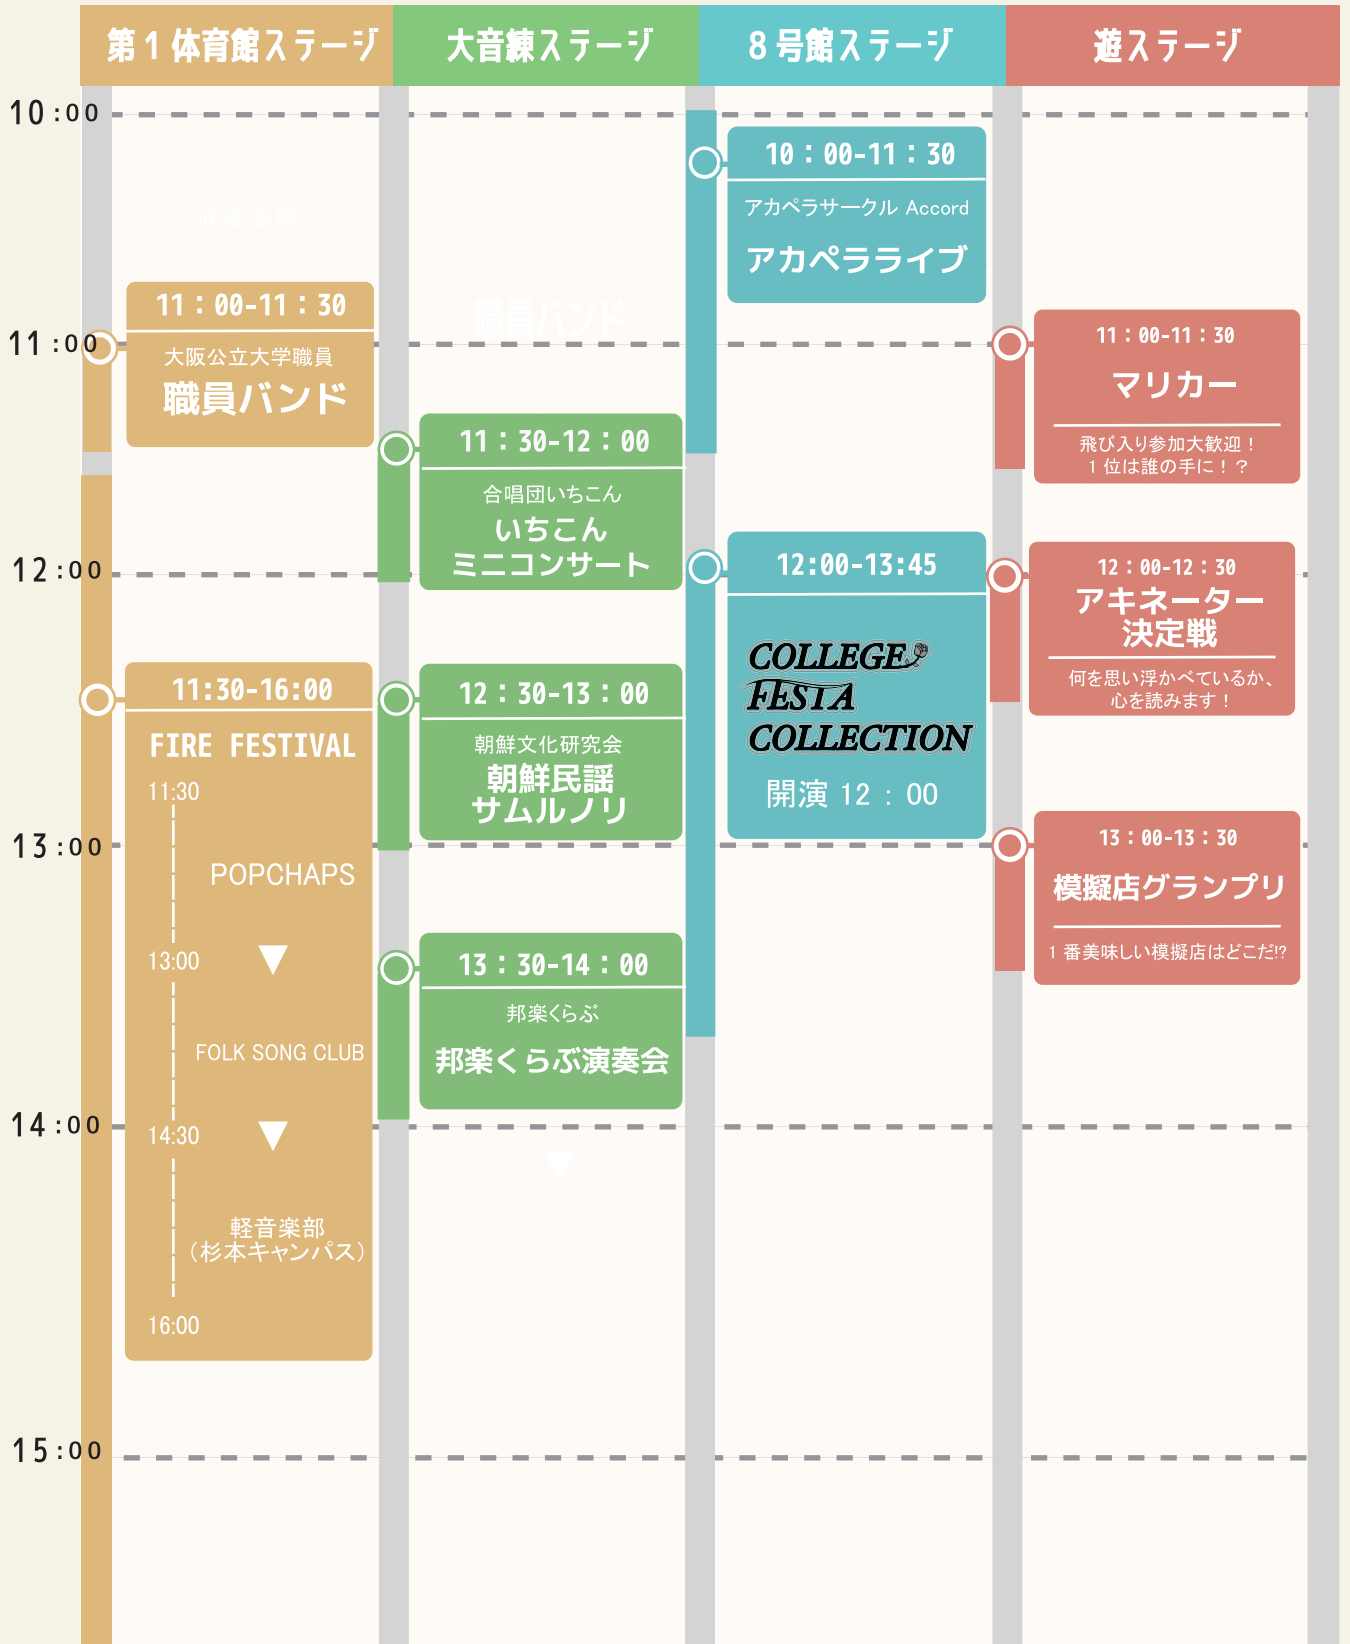 第1体育館ステージ
大音練ステージ
8号館ステージ
遊ステージ
10:00
11:00
12:00
13:00
14:00
15:00
吹奏楽部
11：00-11：30
大阪公立大学職員
職員バンド
11:30-16:00
FIRE FESTIVAL
11:30
POPCHAPS
13:00
▼
FOLK SONG CLUB
14:30
▼
軽音楽部
（杉本キャンパス）
16:00
職員バンド
11：30-12：00
合唱団いちこん
いちこん
ミニコンサート
12：30-13：00
朝鮮文化研究会
朝鮮民謡
サムルノリ
13：30-14：00
邦楽くらぶ
邦楽くらぶ演奏会
▼
10：00-11：30
アカペラサークル Accord
アカペラライブ
12:00-13:45
COLLEGE
FESTA
COLLECTION
開演 12：00
11：00-11：30
マリカー
飛び入り参加大歓迎！
1位は誰の手に！？
12：00-12：30
アキネーター
決定戦
何を思い浮かべているか、
心を読みます！
13：00-13：30
模擬店グランプリ
1番美味しい模擬店はどこだ!?